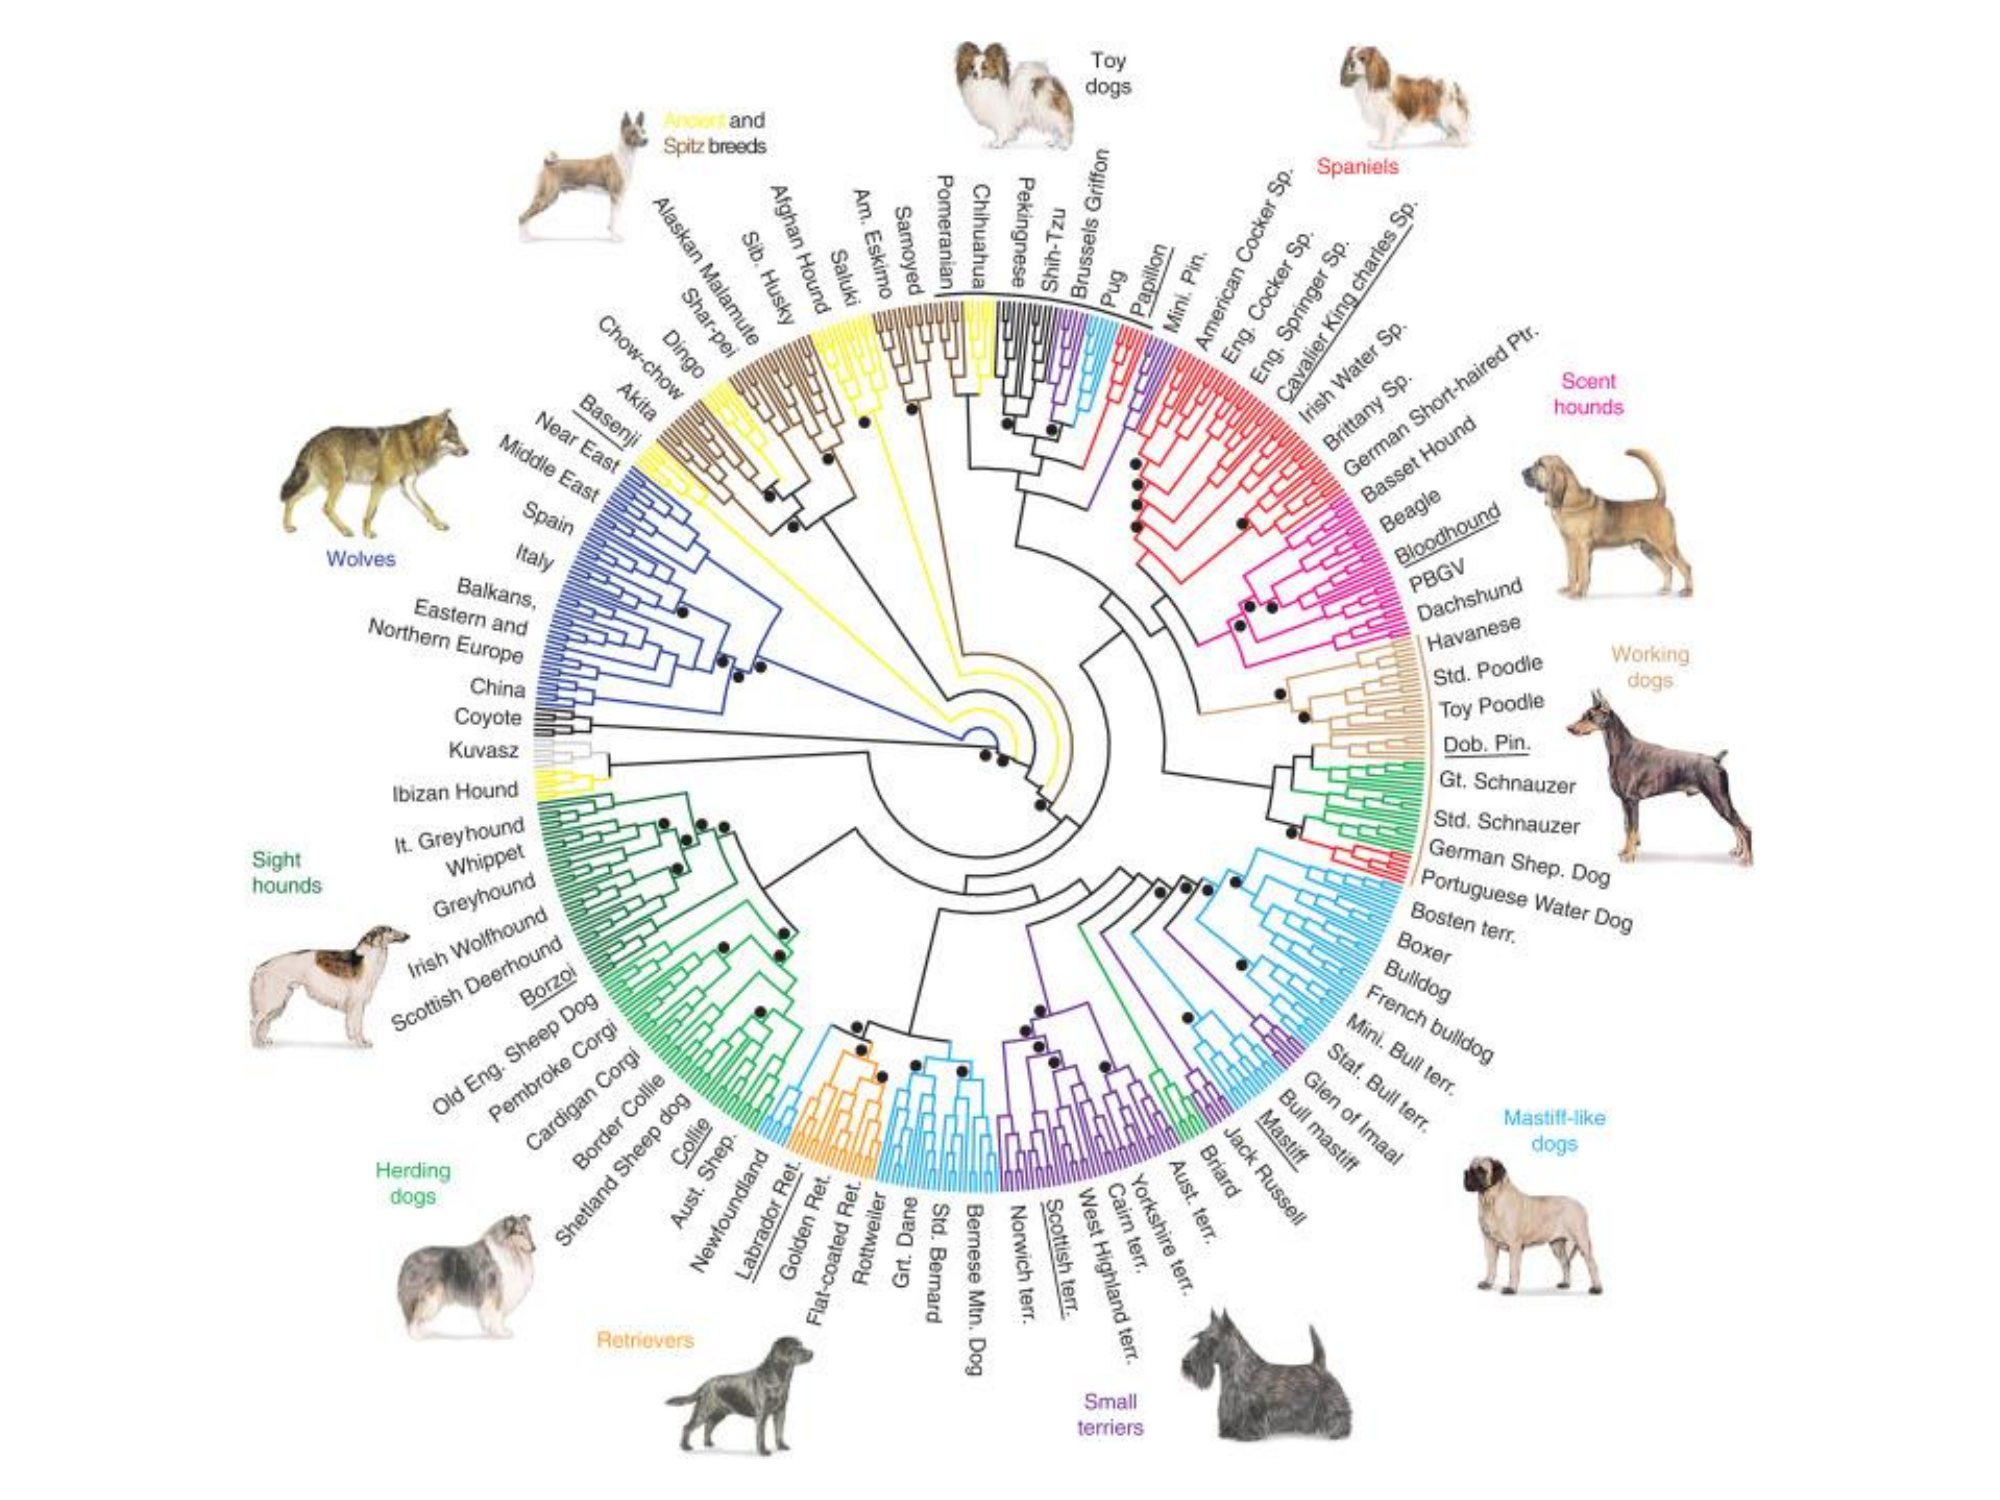 Toy
dogs
Spaniels
Ancient and
Spitz breeds
Scent
hounds
Working
dogs
Mastiff-like
dogs
Small
terriers
Retrievers
Herding
dogs
Sight
hounds
Wolves
Pomeranian
Chihuahua
Pekingnese
Shih-Tzu
Brussels Griffon
Pug
Papillon
Mini. Pin.
American Cocker Sp.
Eng. Cocker Sp.
Eng. Springer Sp.
Cavalier King charles Sp.
Irish Water Sp.
Brittany Sp.
German Short-haired Ptr.
Basset Hound
Beagle
Bloodhound
PBGV
Dachshund
Havanese
Std. Poodle
Toy Poodle
Dob. Pin.
Gt. Schnauzer
Std. Schnauzer
German Shep. Dog
Portuguese Water Dog
Bosten terr.
Boxer
Bulldog
French bulldog
Mini. Bull terr.
Staf. Bull terr.
Glen of Imaal
Bull mastiff
Mastiff
Jack Russell
Briard
Aust. terr.
Yorkshire terr.
Cairn terr.
West Highland terr.
Scottish terr.
Norwich terr.
Bernese Mtn. Dog
Std. Bernard
Grt. Dane
Rottweiler
Flat-coated Ret.
Golden Ret.
Labrador Ret.
Newfoundland
Aust. Shep.
Collie
Shetland Sheep dog
Border Collie
Cardigan Corgi
Pembroke Corgi
Old Eng. Sheep Dog
Borzoi
Scottish Deerhound
Irish Wolfhound
Greyhound
Whippet
It. Greyhound
Ibizan Hound
Kuvasz
Coyote
China
Balkans,
Eastern and
Northern Europe
Italy
Spain
Middle East
Near East
Basenji
Akita
Chow-chow
Dingo
Shar-pei
Alaskan Malamute
Sib. Husky
Afghan Hound
Saluki
Am. Eskimo
Samoyed